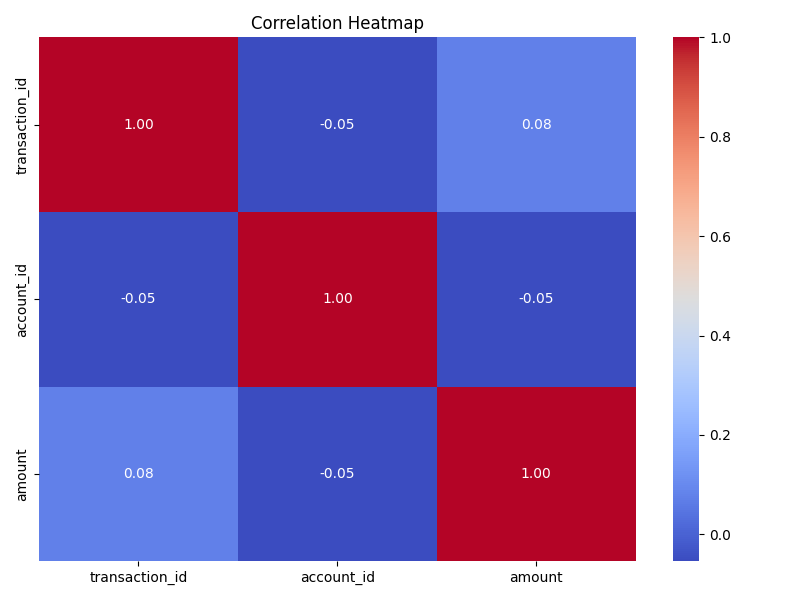 Correlation Heatmap
transaction_id
1.00
-0.05
0.08
account_id
-0.05
1.00
-0.05
amount
0.08
-0.05
1.00
transaction_id
account_id
amount
1.0
0.8
0.6
0.4
0.2
0.0